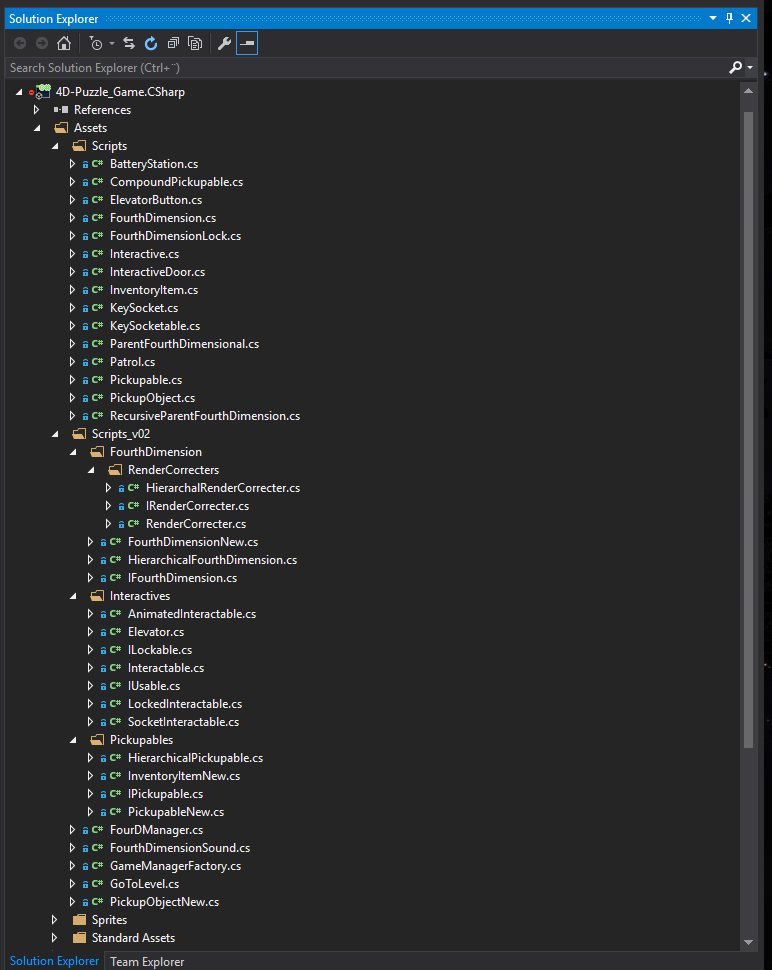 Solution Explorer
Search Solution Explorer (Ctrl+¨)
4D-Puzzle_Game.CSharp
References
Assets
Scripts
C# BatteryStation.cs
C# CompoundPickupable.cs
C# ElevatorButton.cs
C# FourthDimension.cs
C# FourthDimensionLock.cs
C# Interactive.cs
C# InteractiveDoor.cs
C# InventoryItem.cs
C# KeySocket.cs
C# KeySocketable.cs
C# ParentFourthDimensional.cs
C# Patrol.cs
C# Pickupable.cs
C# PickupObject.cs
C# RecursiveParentFourthDimension.cs
Scripts_v02
FourthDimension
RenderCorrecters
C# HierarchalRenderCorrecter.cs
C# IRenderCorrecter.cs
C# RenderCorrecter.cs
C# FourthDimensionNew.cs
C# HierarchicalFourthDimension.cs
C# IFourthDimension.cs
Interactives
C# AnimatedInteractable.cs
C# Elevator.cs
C# ILockable.cs
C# Interactable.cs
C# IUsable.cs
C# LockedInteractable.cs
C# SocketInteractable.cs
Pickupables
C# HierarchicalPickupable.cs
C# InventoryItemNew.cs
C# IPickupable.cs
C# PickupableNew.cs
C# FourDManager.cs
C# FourthDimensionSound.cs
C# GameManagerFactory.cs
C# GoToLevel.cs
C# PickupObjectNew.cs
Sprites
Standard Assets
Solution Explorer Team Explorer